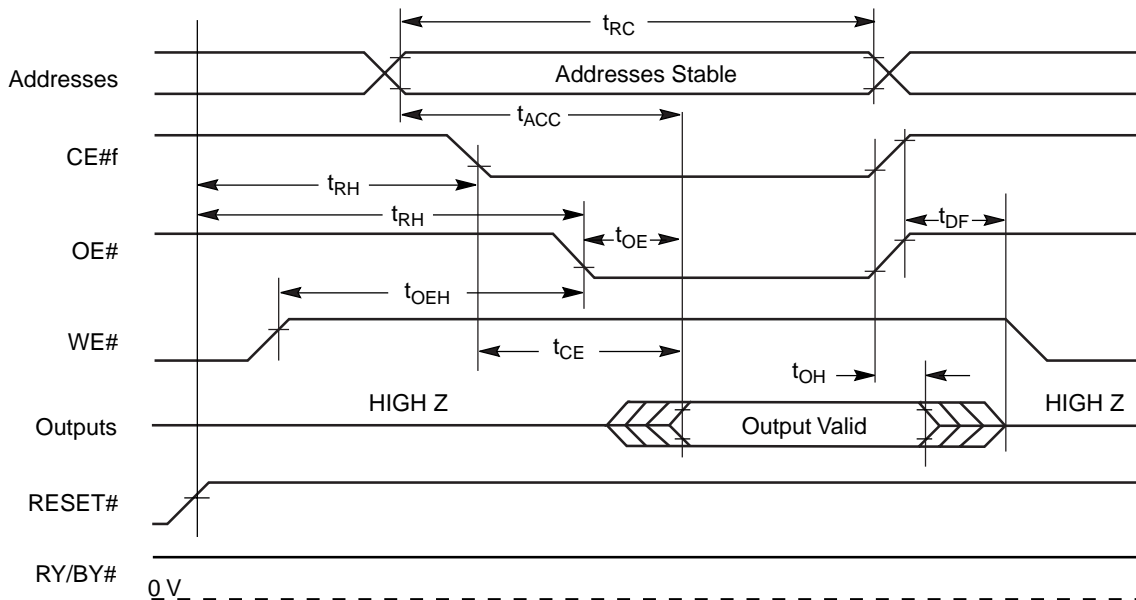 tRC
Addresses
Addresses Stable
tACC
CE#f
tRH
tRH
tDF
OE#
tOE
tOEH
WE#
tCE
tOH
HIGH Z
HIGH Z
Outputs
Output Valid
RESET#
RY/BY#
0 V